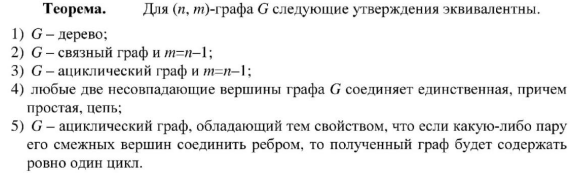 Теорема. Для (n, m)-графа G следующие утверждения эквивалентны.
1) G – дерево;
2) G – связный граф и m=n–1;
3) G – ациклический граф и m=n–1;
4) любые две несовпадающие вершины графа G соединяет единственная, причем
простая, цепь;
5) G – ациклический граф, обладающий тем свойством, что если какую-либо пару
его смежных вершин соединить ребром, то полученный граф будет содержать
ровно один цикл.